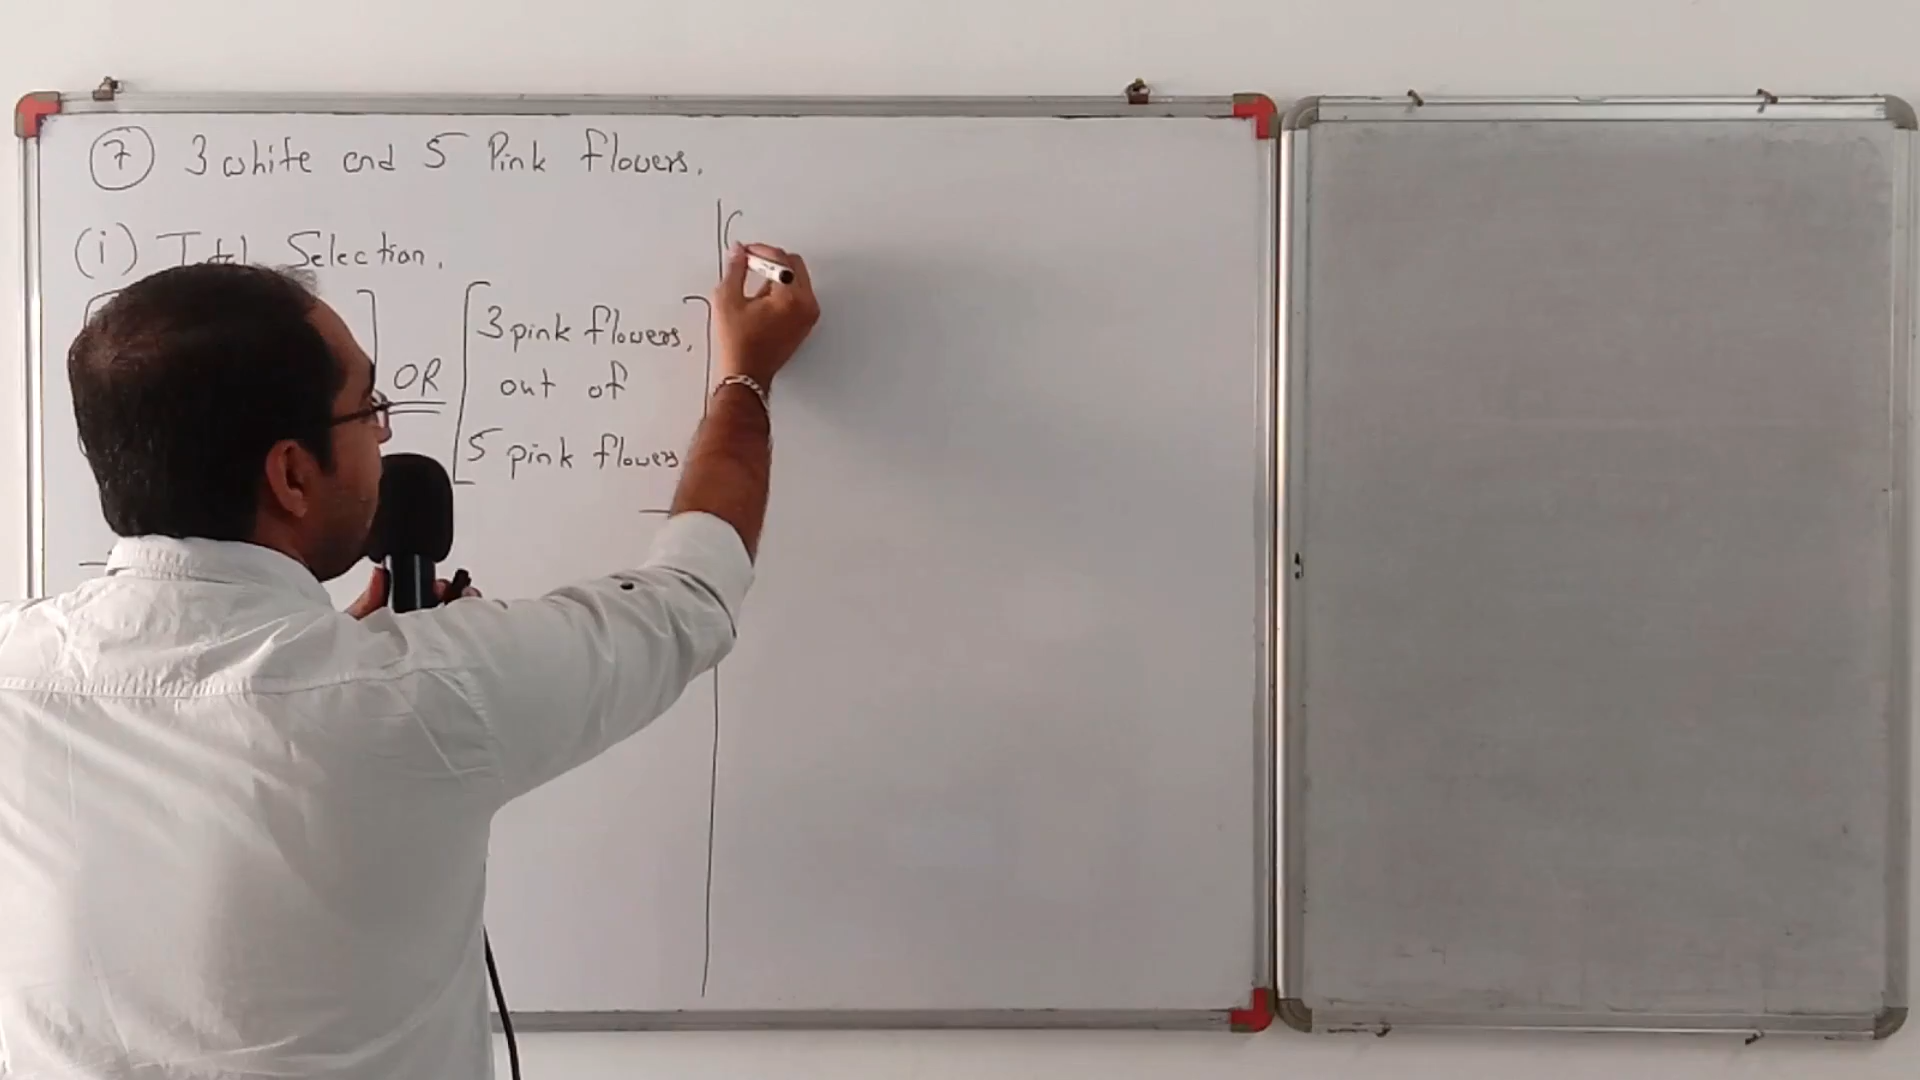 ⑦ 3 white and 5 Pink flowers.
(i) Total Selection.
OR
3 pink flowers,
out of
5 pink flowers
(